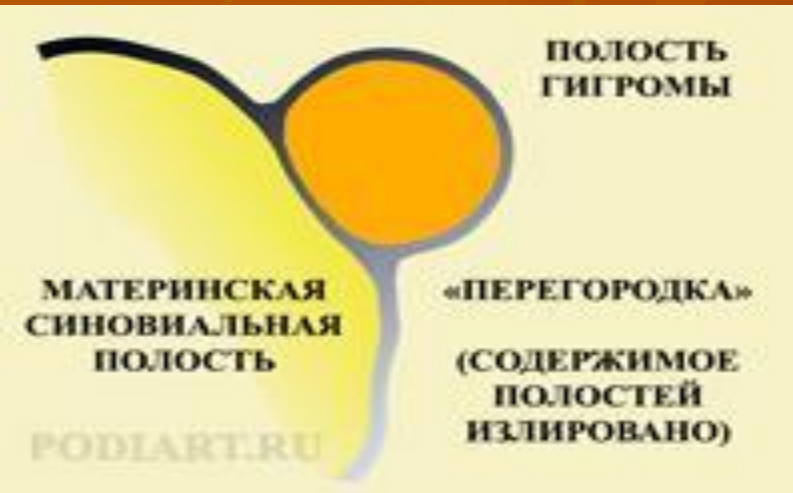 ПОЛОСТЬ
ГИГРОМЫ
МАТЕРИНСКАЯ
СИНОВИАЛЬНАЯ
ПОЛОСТЬ
«ПЕРЕГОРОДКА»
(СОДЕРЖИМОЕ
ПОЛОСТЕЙ
ИЗЛИРОВАНО)
PODIART.RU